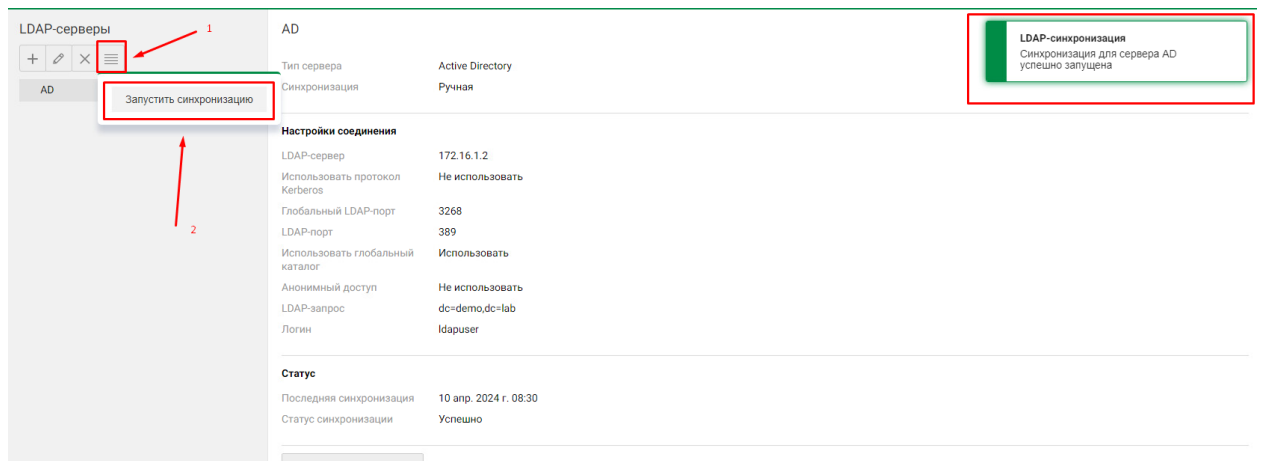 LDAP-серверы
1
AD
Запустить синхронизацию
2
AD
Тип сервера Active Directory
Синхронизация Ручная
Настройки соединения
LDAP-сервер 172.16.1.2
Использовать протокол Kerberos Не использовать
Глобальный LDAP-порт 3268
LDAP-порт 389
Использовать глобальный каталог Использовать
Анонимный доступ Не использовать
LDAP-запрос dc=demo,dc=lab
Логин ldapuser
Статус
Последняя синхронизация 10 апр. 2024 г. 08:30
Статус синхронизации Успешно
LDAP-синхронизация
Синхронизация для сервера AD
успешно запущена